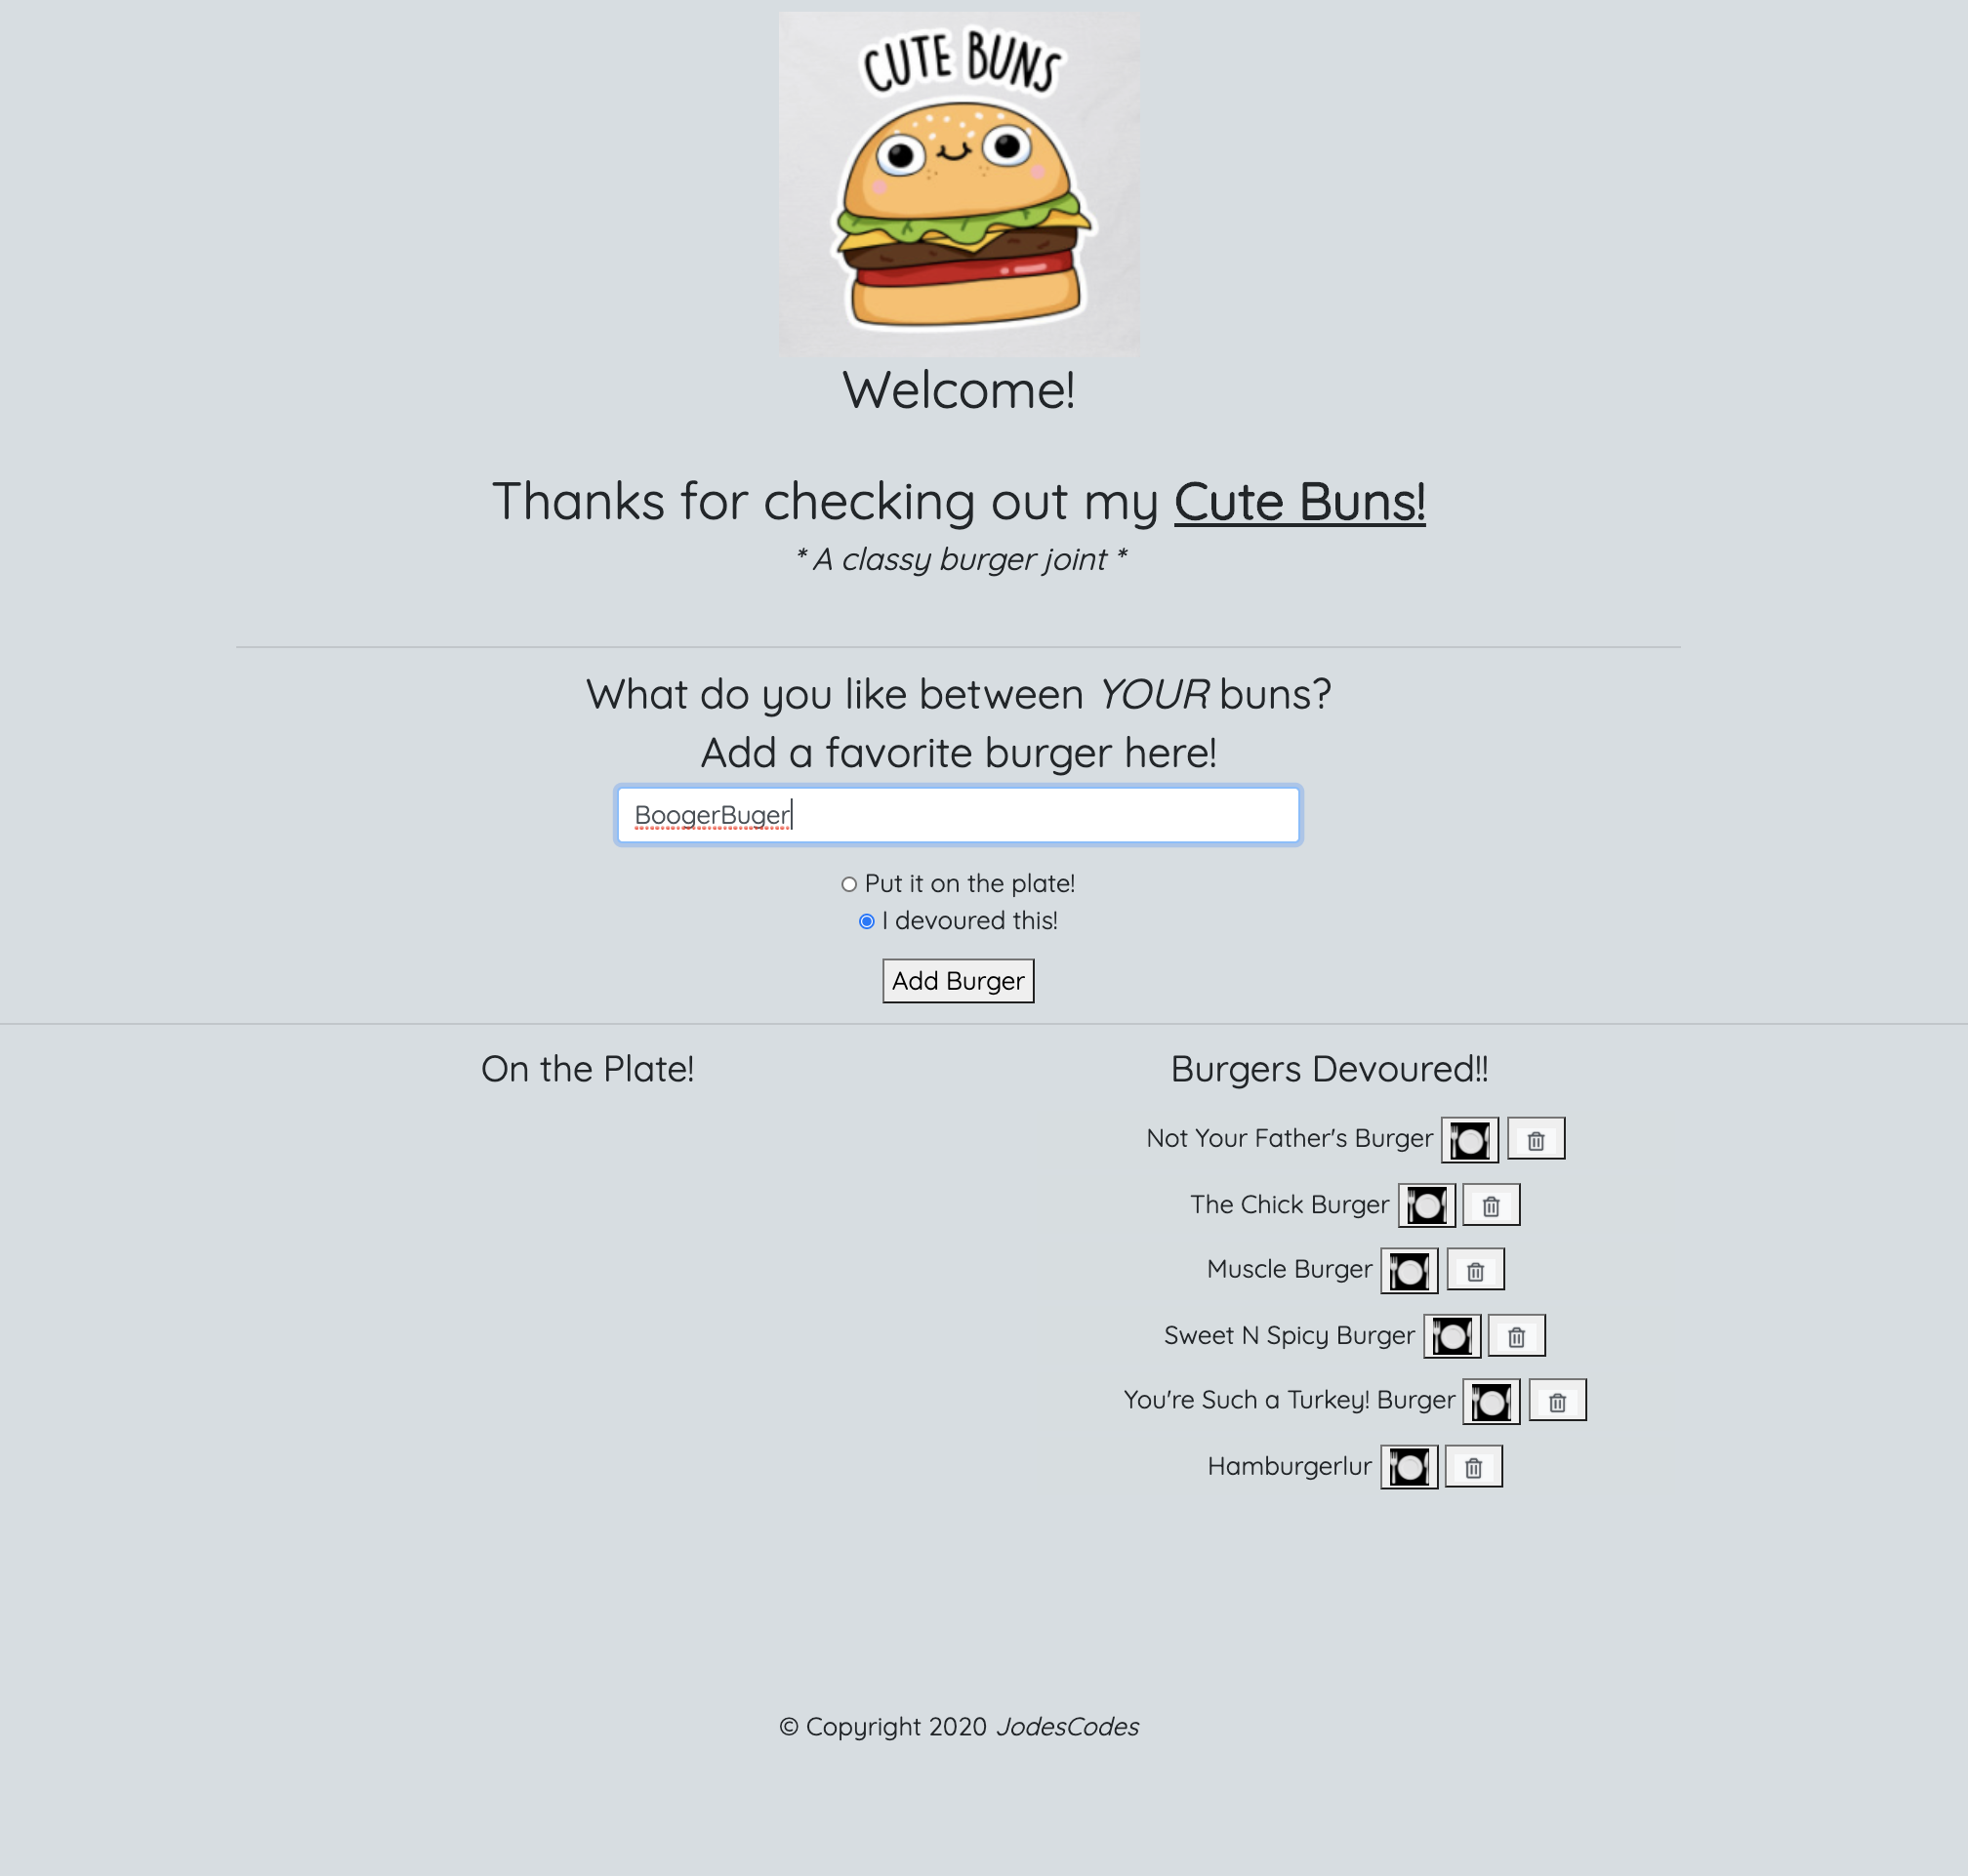 CUTE BUNS
Welcome!
Thanks for checking out my Cute Buns!
* A classy burger joint *
What do you like between YOUR buns?
Add a favorite burger here!
BoogerBuger
Put it on the plate!
I devoured this!
Add Burger
On the Plate!
Burgers Devoured!!
Not Your Father's Burger
The Chick Burger
Muscle Burger
Sweet N Spicy Burger
You're Such a Turkey! Burger
Hamburgerlur
© Copyright 2020 JodesCodes